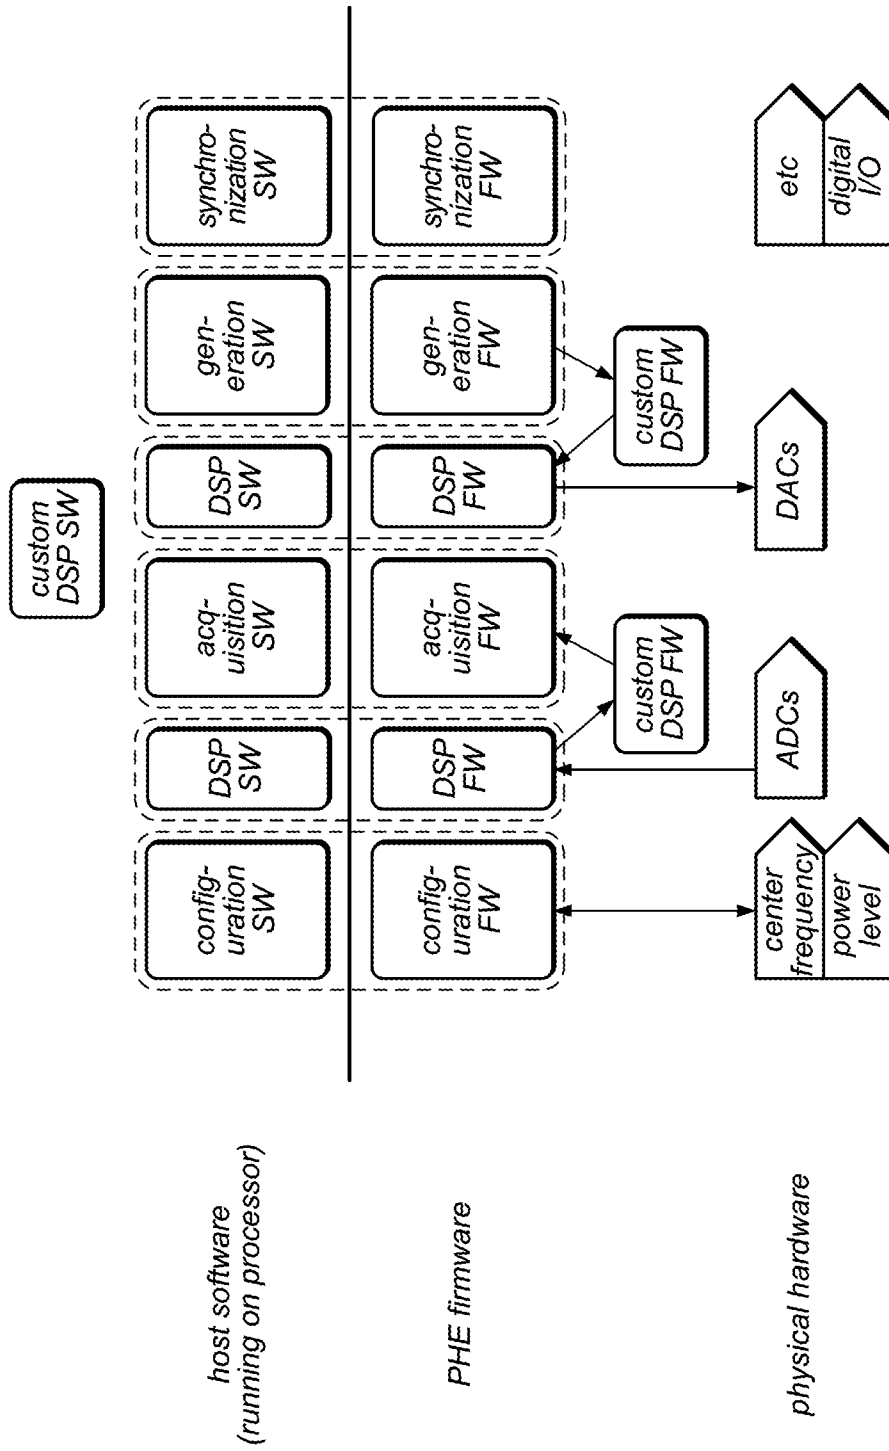 custom
DSP SW
host software
(running on processor)
config-
uration
SW
DSP
SW
acq-
uisition
SW
DSP
SW
gen-
eration
SW
synchro-
nization
SW
PHE firmware
config-
uration
FW
DSP
FW
acq-
uisition
FW
DSP
FW
gen-
eration
FW
synchro-
nization
FW
custom
DSP FW
custom
DSP FW
physical hardware
center
frequency
power
level
ADCs
DACs
etc
digital
I/O